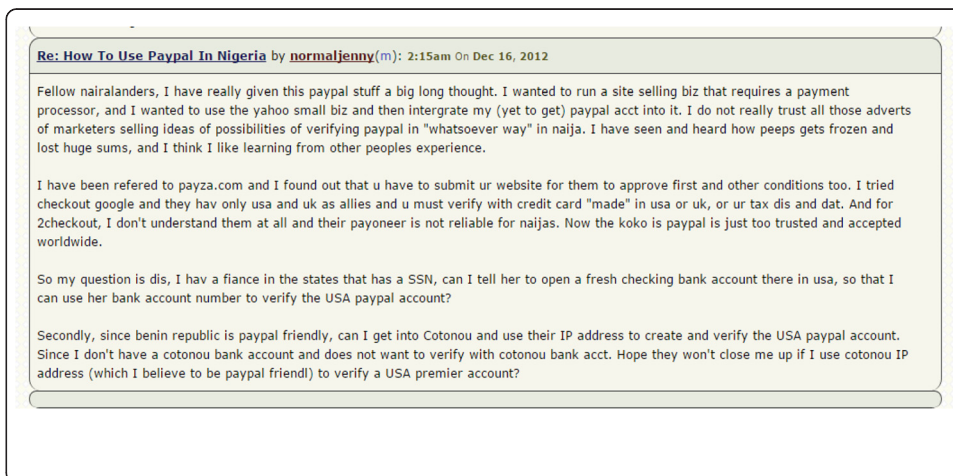 Re: How To Use Paypal In Nigeria by normaljenny(m): 2:15am On Dec 16, 2012
Fellow nairalanders, I have really given this paypal stuff a big long thought. I wanted to run a site selling biz that requires a payment
processor, and I wanted to use the yahoo small biz and then intergrate my (yet to get) paypal acct into it. I do not really trust all those adverts
of marketers selling ideas of possibilities of verifying paypal in "whatsoever way" in naija. I have seen and heard how peeps gets frozen and
lost huge sums, and I think I like learning from other peoples experience.
I have been refered to payza.com and I found out that u have to submit ur website for them to approve first and other conditions too. I tried
checkout google and they hav only usa and uk as allies and u must verify with credit card "made" in usa or uk, or ur tax dis and dat. And for
2checkout, I don't understand them at all and their payoneer is not reliable for naijas. Now the koko is paypal is just too trusted and accepted
worldwide.
So my question is dis, I hav a fiance in the states that has a SSN, can I tell her to open a fresh checking bank account there in usa, so that I
can use her bank account number to verify the USA paypal account?
Secondly, since benin republic is paypal friendly, can I get into Cotonou and use their IP address to create and verify the USA paypal account.
Since I don't have a cotonou bank account and does not want to verify with cotonou bank acct. Hope they won't close me up if I use cotonou IP
address (which I believe to be paypal friendl) to verify a USA premier account?